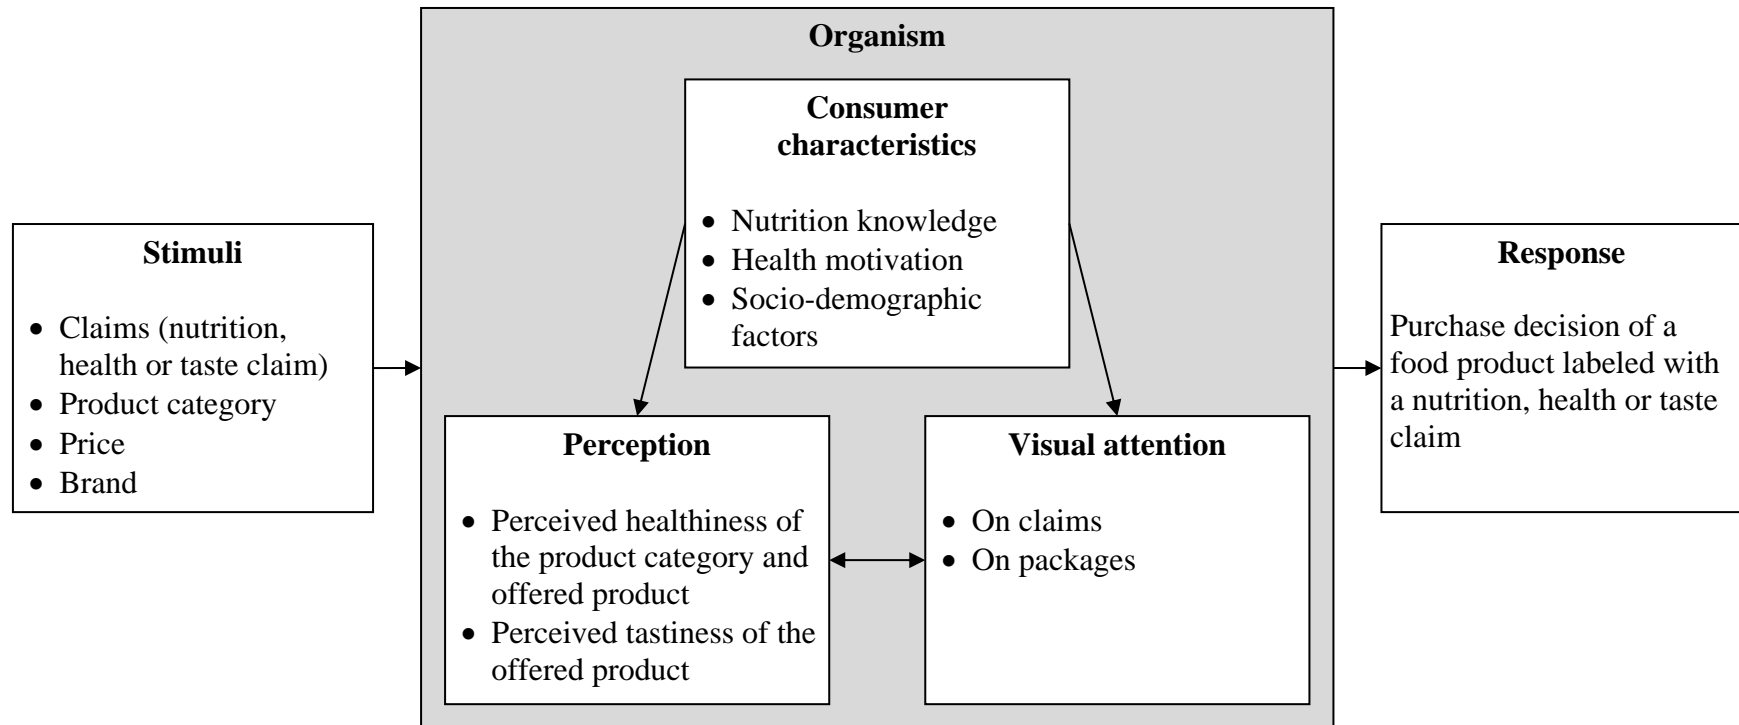 Organism
Consumer
characteristics
• Nutrition knowledge
• Health motivation
• Socio-demographic
factors
Stimuli
• Claims (nutrition,
health or taste claim)
• Product category
• Price
• Brand
Perception
• Perceived healthiness of
the product category and
offered product
• Perceived tastiness of the
offered product
Visual attention
• On claims
• On packages
Response
Purchase decision of a
food product labeled with
a nutrition, health or taste
claim